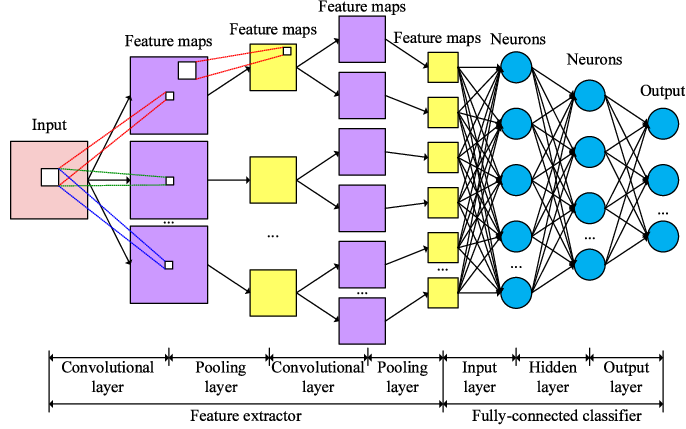 Feature maps
Neurons
Feature maps
Feature maps
Feature maps
Neurons
Output
Input
...
...
...
...
...
...
...
...
Convolutional layer
Pooling layer
Convolutional layer
Pooling layer
Input layer
Hidden layer
Output layer
Feature extractor
Fully-connected classifier